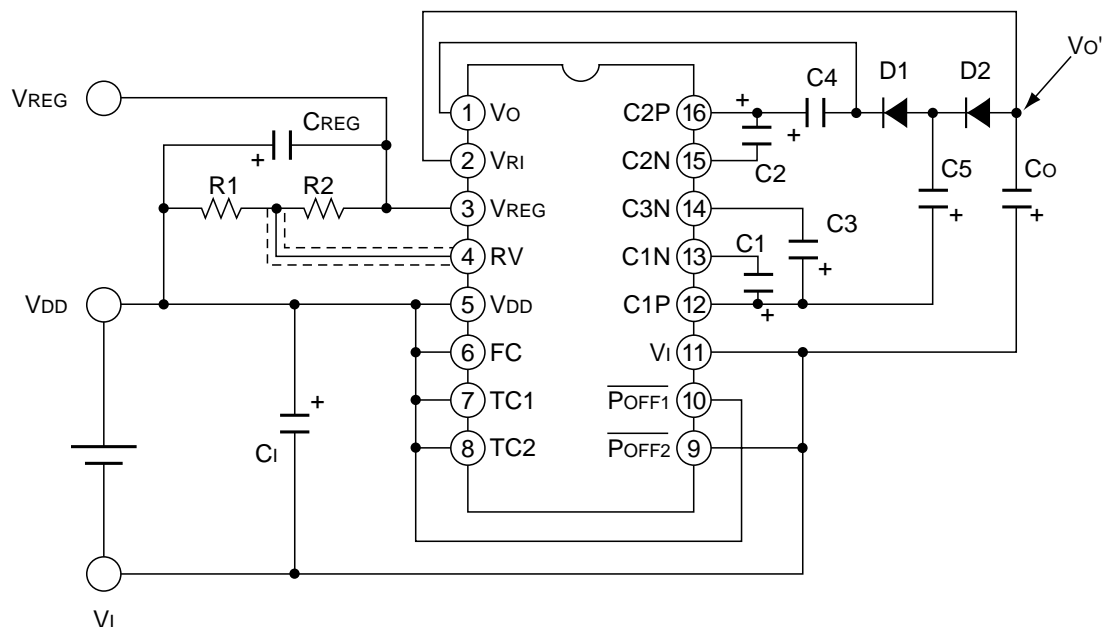 VO'
VREG
CREG
+
R1
R2
VDD
CI
+
VI
1 VO
2 VRI
3 VREG
4 RV
5 VDD
6 FC
7 TC1
8 TC2
C2P 16
C2N 15
C3N 14
C1N 13
C1P 12
VI 11
POFF1 10
POFF2 9
+
C2
+
C4
D1
D2
C1
+
C3
+
C5
+
CO
+